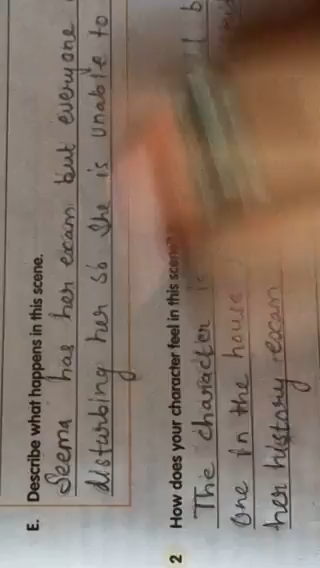 E. Describe what happens in this scene.
Seema has her exam but everyone
disturbing her so she is unable to
2 How does your character feel in this scene?
The character is
one in the house
her history exam